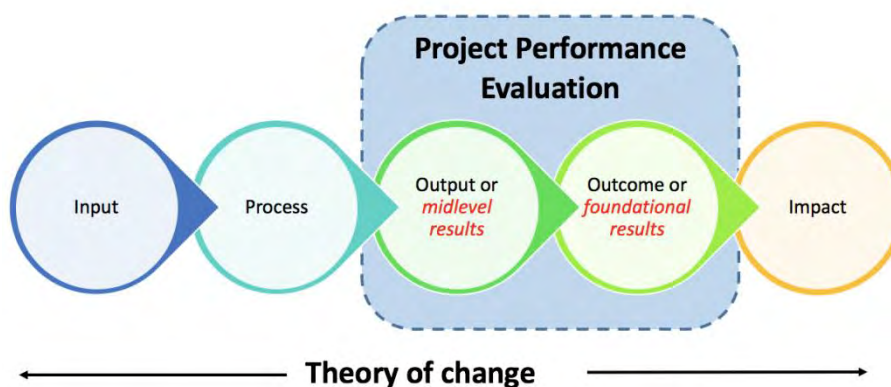 Project Performance
Evaluation
Input
Process
Output or
midlevel
results
Outcome or
foundational
results
Impact
Theory of change